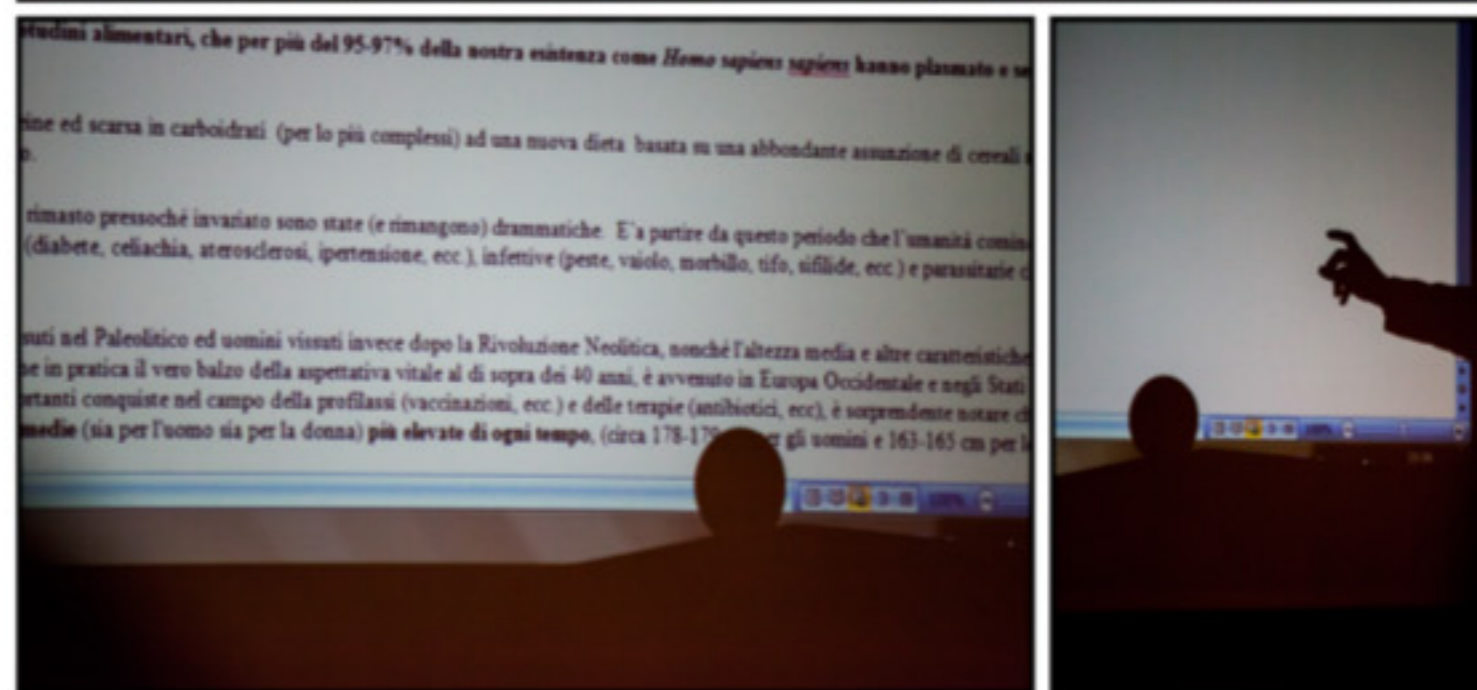 tudini alimentari, che per più del 95-97% della nostra esistenza come Homo sapiens sapiens hanno plasmato e se
rine ed scarsa in carboidrati (per lo più complessi) ad una nuova dieta basata su una abbondante assunzione di cereali
o.
rimasto pressoché invariato sono state (e rimangono) drammatiche. E'a partire da questo periodo che l'umanità comin
(diabete, celiachia, aterosclerosi, ipertensione, ecc.), infettive (peste, vaiolo, morbillo, tifo, sifilide, ecc.) e parassitarie c
suti nel Paleolitico ed uomini vissuti invece dopo la Rivoluzione Neolitica, nonché l'altezza media e altre caratteristiche
he in pratica il vero balzo della aspettativa vitale al di sopra dei 40 anni, è avvenuto in Europa Occidentale e negli Stati
rtanti conquiste nel campo della profilassi (vaccinazioni, ecc.) e delle terapie (antibiotici, ecc), è sorprendente notare ch
medie (sia per l'uomo sia per la donna) più elevate di ogni tempo, (circa 178-179 er gli uomini e 163-165 cm per l
100%
100%